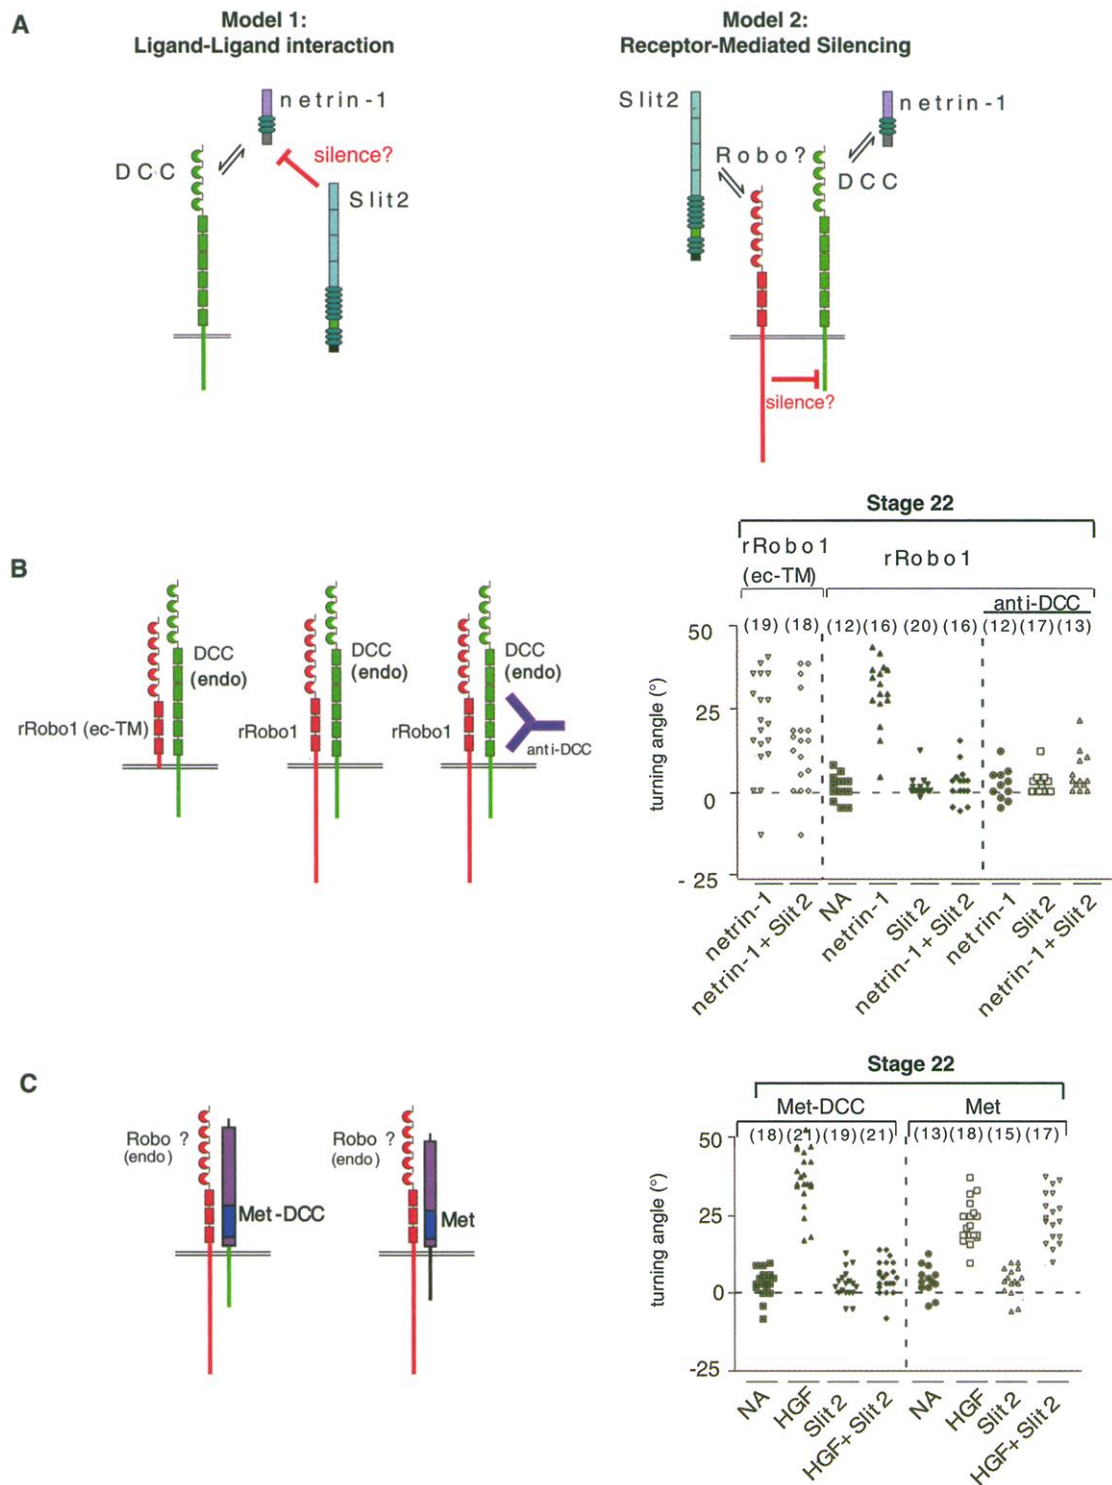 A
Model 1:
Ligand-Ligand interaction
Model 2:
Receptor-Mediated Silencing
netrin-1
DCC
silence?
Slit2
Slit2
netrin-1
Robo?
DCC
silence?
B
rRobo1 (ec-TM)
DCC
(endo)
rRobo1
DCC
(endo)
rRobo1
DCC
(endo)
anti-DCC
Stage 22
rRobo1
(ec-TM)
rRobo1
anti-DCC
(19) (18) (12) (16) (20) (16) (12) (17) (13)
turning angle (°)
50
25
0
- 25
netrin-1
netrin-1+Slit2
NA
netrin-1
Slit2
netrin-1+Slit2
netrin-1
Slit2
netrin-1+Slit2
C
Robo ?
(endo)
Met-DCC
Robo ?
(endo)
Met
Stage 22
Met-DCC
Met
(18) (21) (19) (21) (13) (18) (15) (17)
turning angle (°)
50
25
0
-25
NA
HGF
Slit2
HGF+Slit2
NA
HGF
Slit2
HGF+Slit2